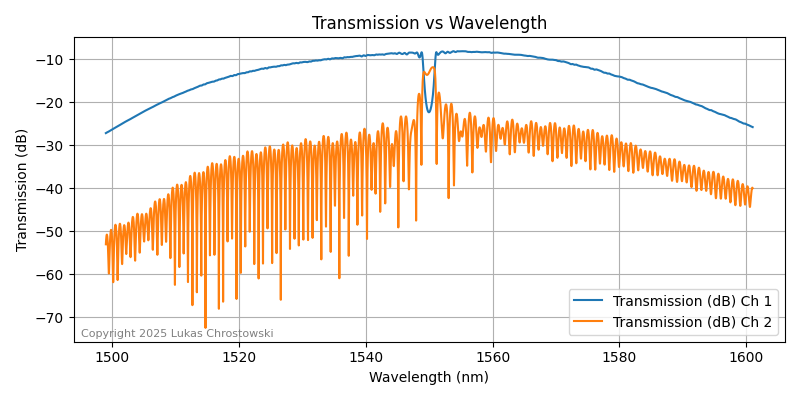 Transmission vs Wavelength
Transmission (dB)
−10
−20
−30
−40
−50
−60
−70
Copyright 2025 Lukas Chrostowski
Transmission (dB) Ch 1
Transmission (dB) Ch 2
1500 1520 1540 1560 1580 1600
Wavelength (nm)